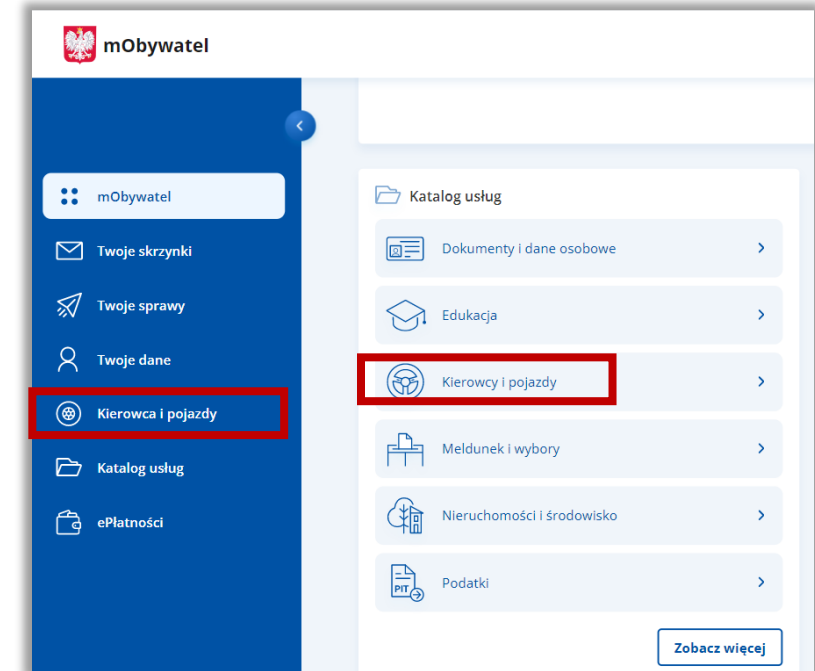 mObywatel
mObywatel
Twoje skrzynki
Twoje sprawy
Twoje dane
Kierowca i pojazdy
Katalog usług
ePłatności
Katalog usług
Dokumenty i dane osobowe
Edukacja
Kierowcy i pojazdy
Meldunek i wybory
Nieruchomości i środowisko
PIT
Podatki
Zobacz więcej